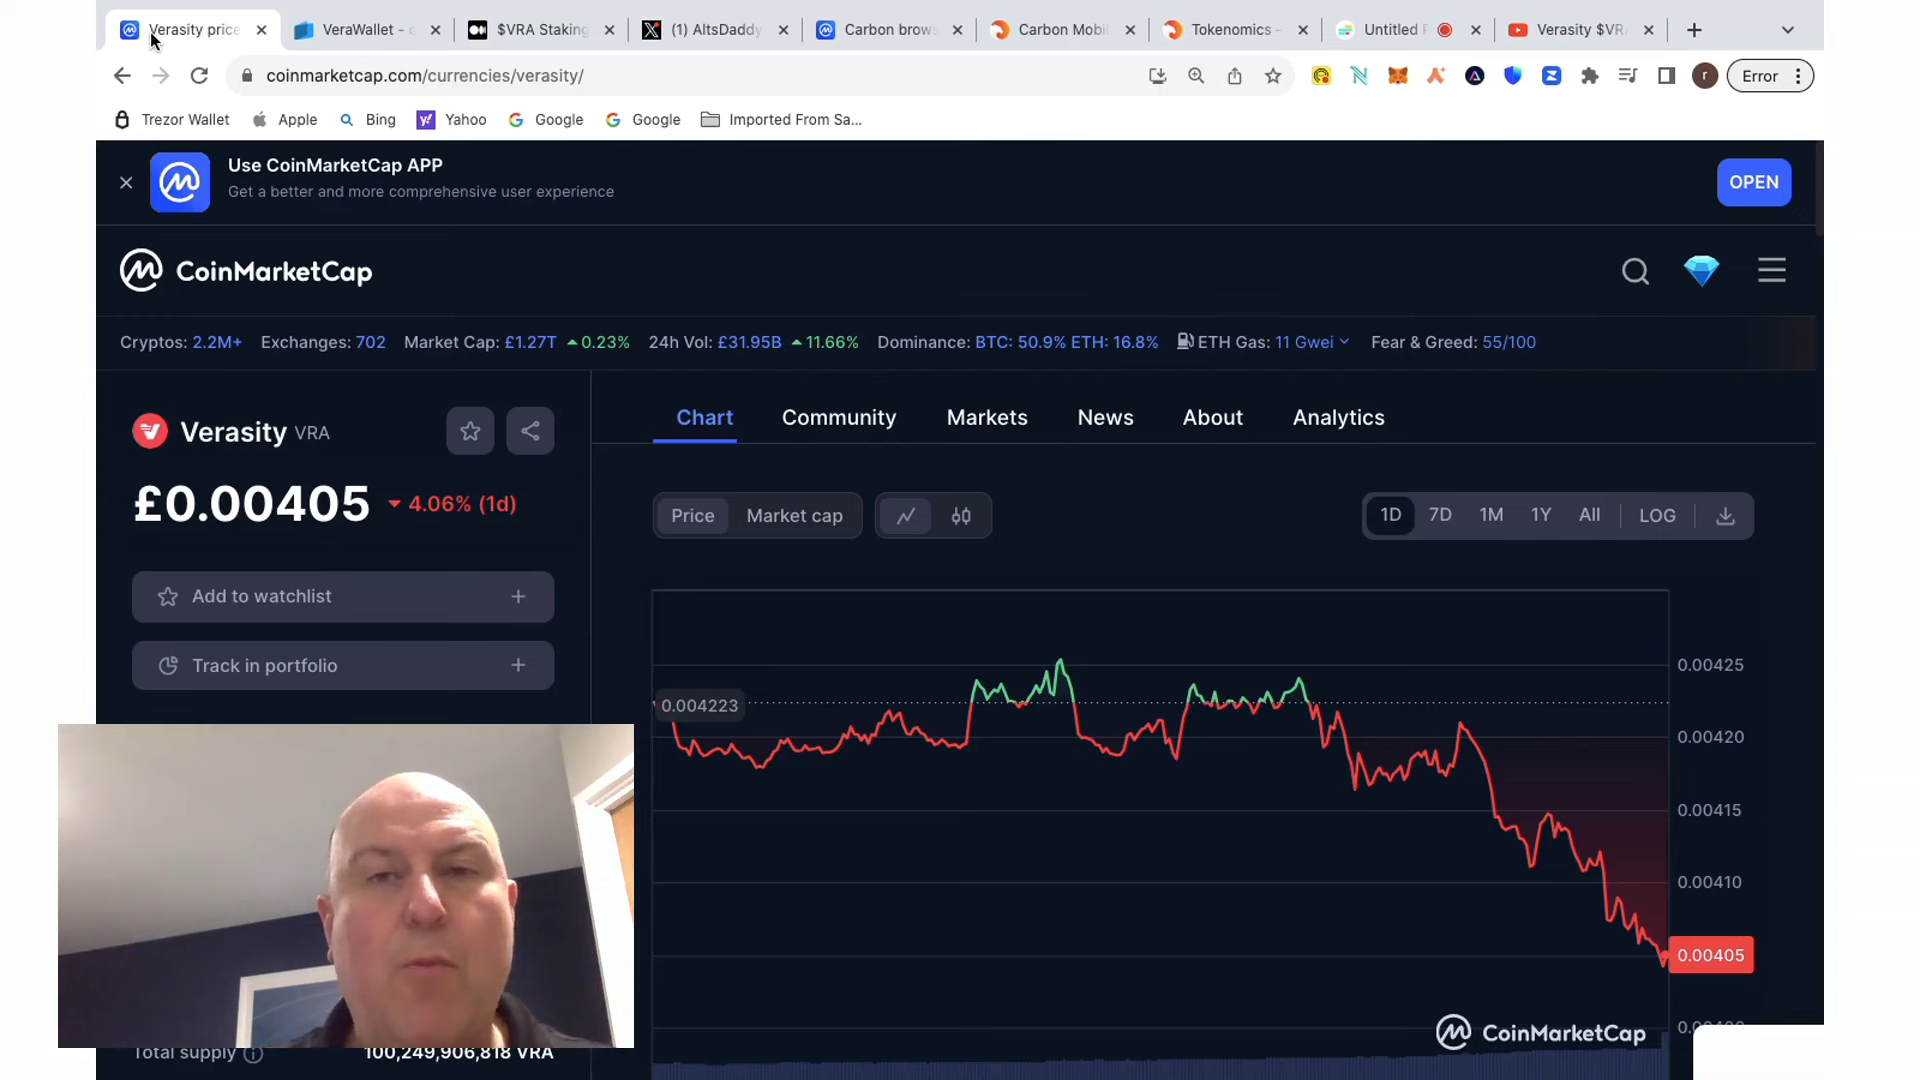 Verasity price
VeraWallet - c
$VRA Staking
(1) AltsDaddy
Carbon brows
Carbon Mobil
Tokenomics -
Untitled
Verasity $VRA
coinmarketcap.com/currencies/verasity/
r
Error
Trezor Wallet
Apple
Bing
Yahoo
Google
Google
Imported From Sa...
Use CoinMarketCap APP
Get a better and more comprehensive user experience
OPEN
CoinMarketCap
Cryptos: 2.2M+ Exchanges: 702 Market Cap: £1.27T 0.23% 24h Vol: £31.95B 11.66% Dominance: BTC: 50.9% ETH: 16.8% ETH Gas: 11 Gwei Fear & Greed: 55/100
Verasity VRA
£0.00405 4.06% (1d)
Add to watchlist +
Track in portfolio +
Total supply 100,249,906,818 VRA
Chart Community Markets News About Analytics
Price Market cap
1D 7D 1M 1Y All LOG
0.004223
0.00425
0.00420
0.00415
0.00410
0.00405
CoinMarketCap